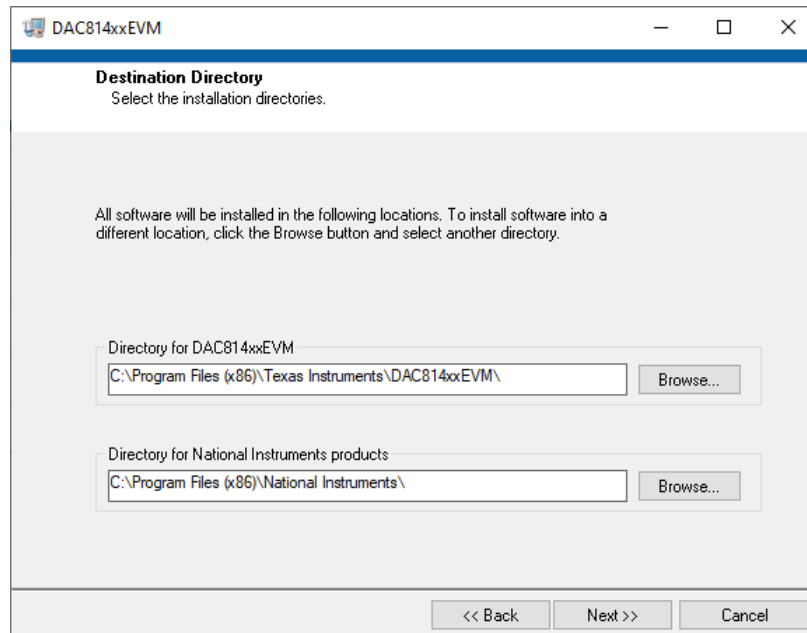 DAC814xxEVM
Destination Directory
Select the installation directories.
All software will be installed in the following locations. To install software into a
different location, click the Browse button and select another directory.
Directory for DAC814xxEVM
C:\Program Files (x86)\Texas Instruments\DAC814xxEVM\
Browse...
Directory for National Instruments products
C:\Program Files (x86)\National Instruments\
Browse...
<< Back
Next >>
Cancel